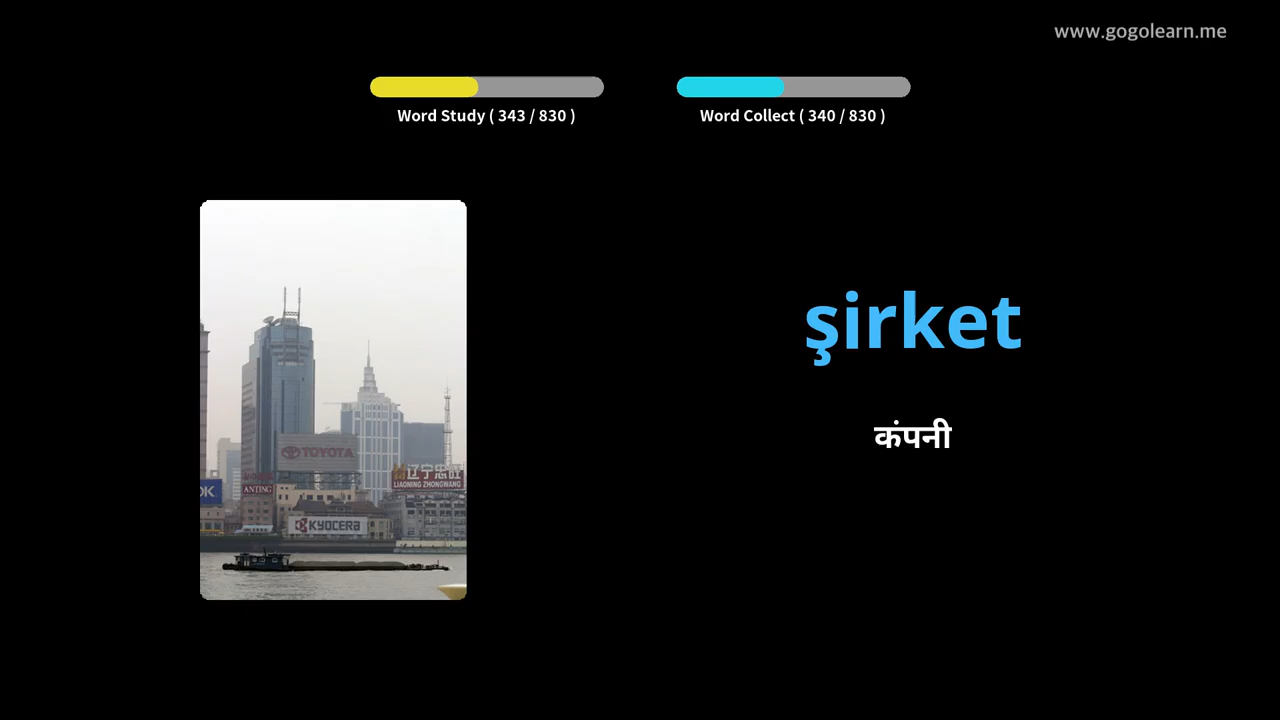 www.gogolearn.me
Word Study ( 343 / 830 )
Word Collect ( 340 / 830 )
şirket
कंपनी
TOYOTA
辽宁忠旺
LIAONING ZHONGWANG
OK
ANTING
KYOCERA